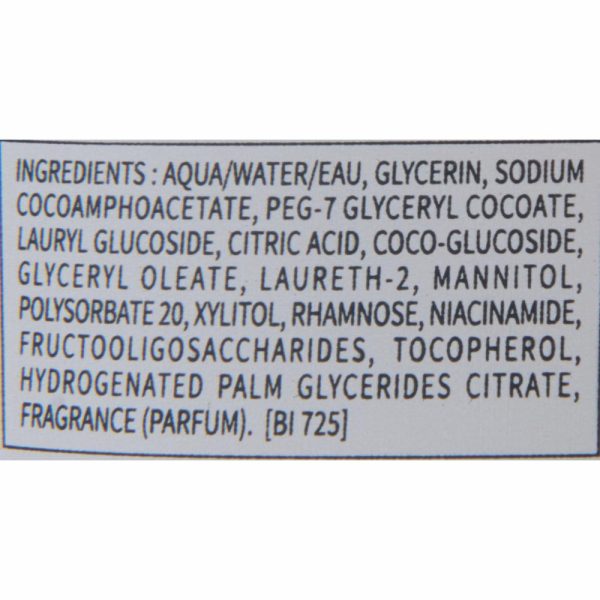 INGREDIENTS : AQUA/WATER/EAU, GLYCERIN, SODIUM
COCOAMPHOACETATE, PEG-7 GLYCERYL COCOATE,
LAURYL GLUCOSIDE, CITRIC ACID, COCO-GLUCOSIDE,
GLYCERYL OLEATE, LAURETH-2, MANNITOL,
POLYSORBATE 20, XYLITOL, RHAMNOSE, NIACINAMIDE,
FRUCTOOLIGOSACCHARIDES, TOCOPHEROL,
HYDROGENATED PALM GLYCERIDES CITRATE,
FRAGRANCE (PARFUM). [BI 725]